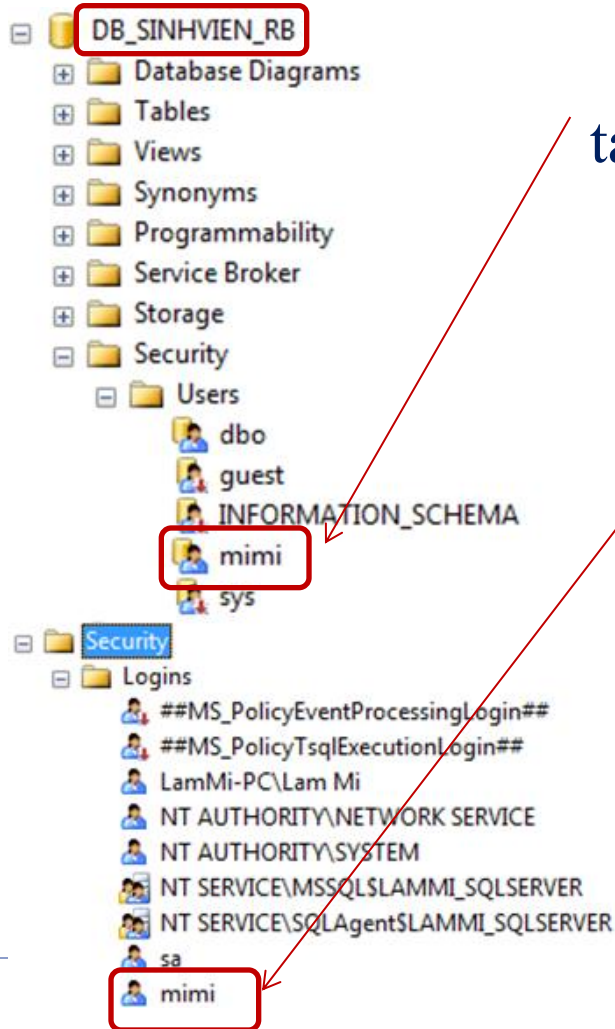 DB_SINHVIEN_RB
Database Diagrams
Tables
Views
Synonyms
Programmability
Service Broker
Storage
Security
Users
dbo
guest
INFORMATION_SCHEMA
mimi
sys
Security
Logins
##MS_PolicyEventProcessingLogin##
##MS_PolicyTsqlExecutionLogin##
LamMi-PC\Lam Mi
NT AUTHORITY\NETWORK SERVICE
NT AUTHORITY\SYSTEM
NT SERVICE\MSSQL$LAMMI_SQLSERVER
NT SERVICE\SQLAgent$LAMMI_SQLSERVER
sa
mimi